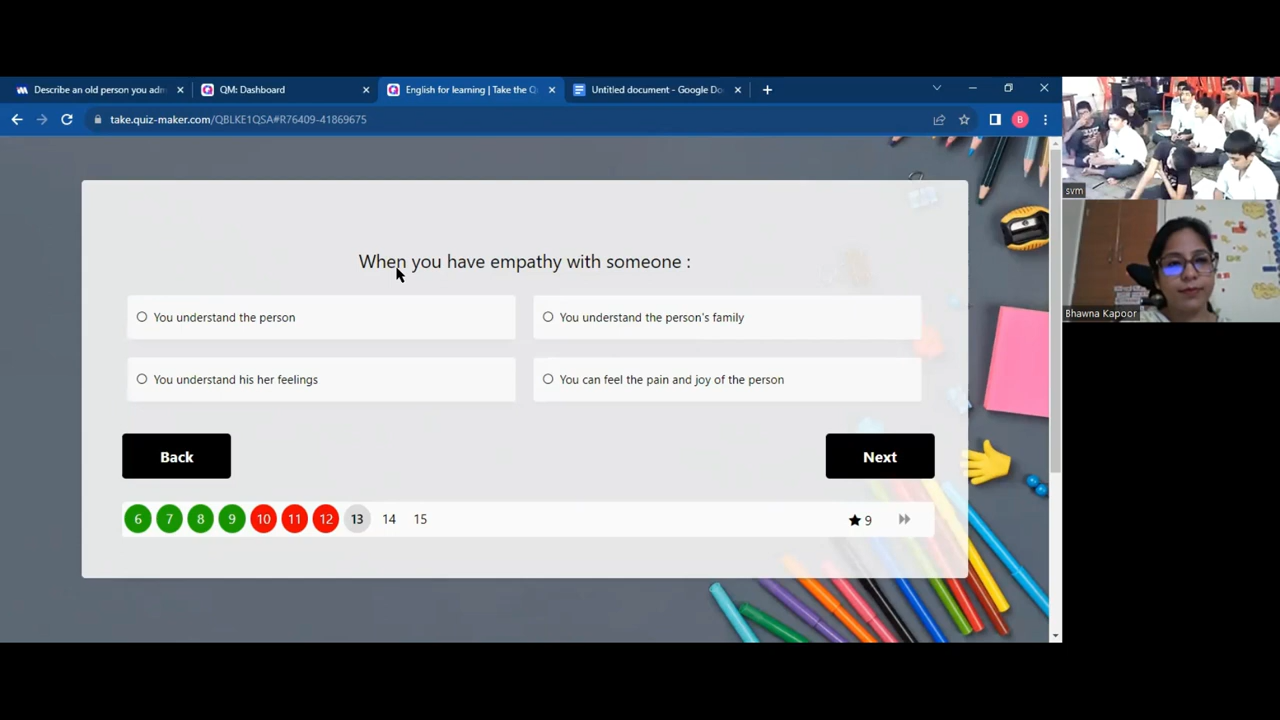 Describe an old person you adm
QM: Dashboard
English for learning | Take the Q
Untitled document - Google Do
take.quiz-maker.com/QBLKE1QSA#R76409-41869675
B
When you have empathy with someone :
You understand the person
You understand the person's family
You understand his her feelings
You can feel the pain and joy of the person
Back
Next
6 7 8 9 10 11 12 13 14 15
9
svm
Bhawna Kapoor